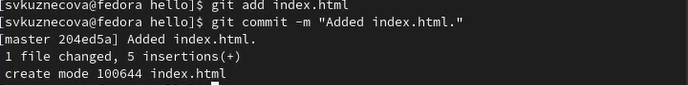 [svkuznecova@fedora hello]$ git add index.html
[svkuznecova@fedora hello]$ git commit -m "Added index.html."
[master 204ed5a] Added index.html.
1 file changed, 5 insertions(+)
create mode 100644 index.html